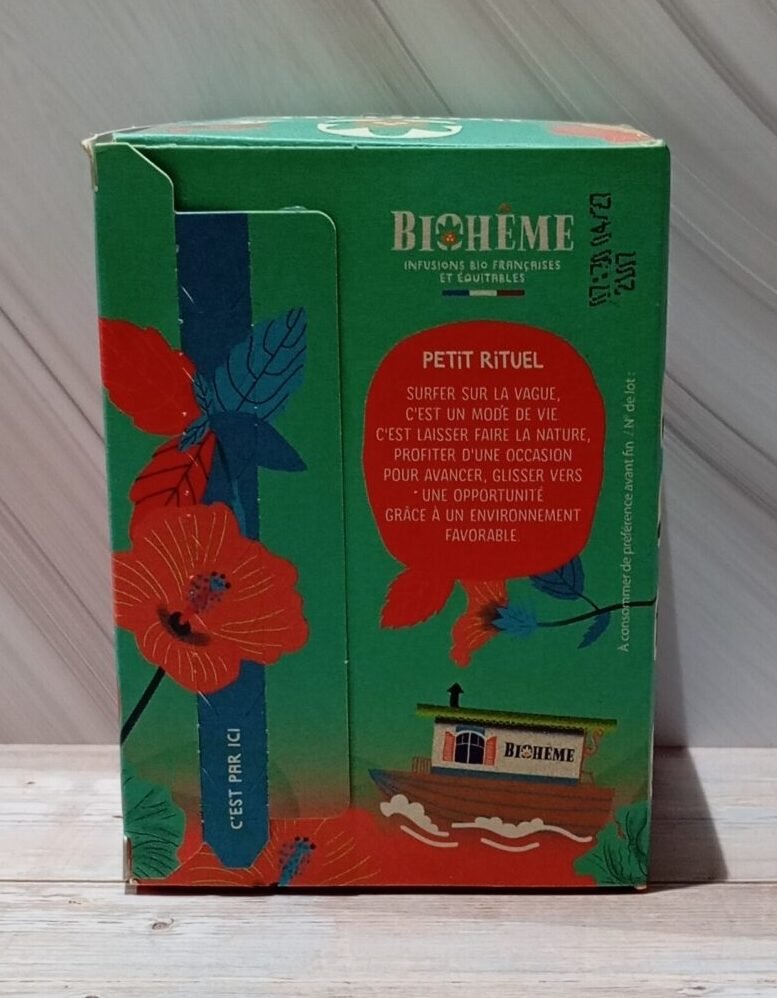 BIOHÊME
INFUSIONS BIO FRANÇAISES
ET ÉQUITABLES
PETIT RITUEL
SURFER SUR LA VAGUE,
C'EST UN MODE DE VIE
C'EST LAISSER FAIRE LA NATURE,
PROFITER D'UNE OCCASION
POUR AVANCER, GLISSER VERS
UNE OPPORTUNITÉ
GRÂCE À UN ENVIRONNEMENT
FAVORABLE.
À consommer de préférence avant fin / N° de lot :
04/27
C'EST PAR ICI
BIOHÊME